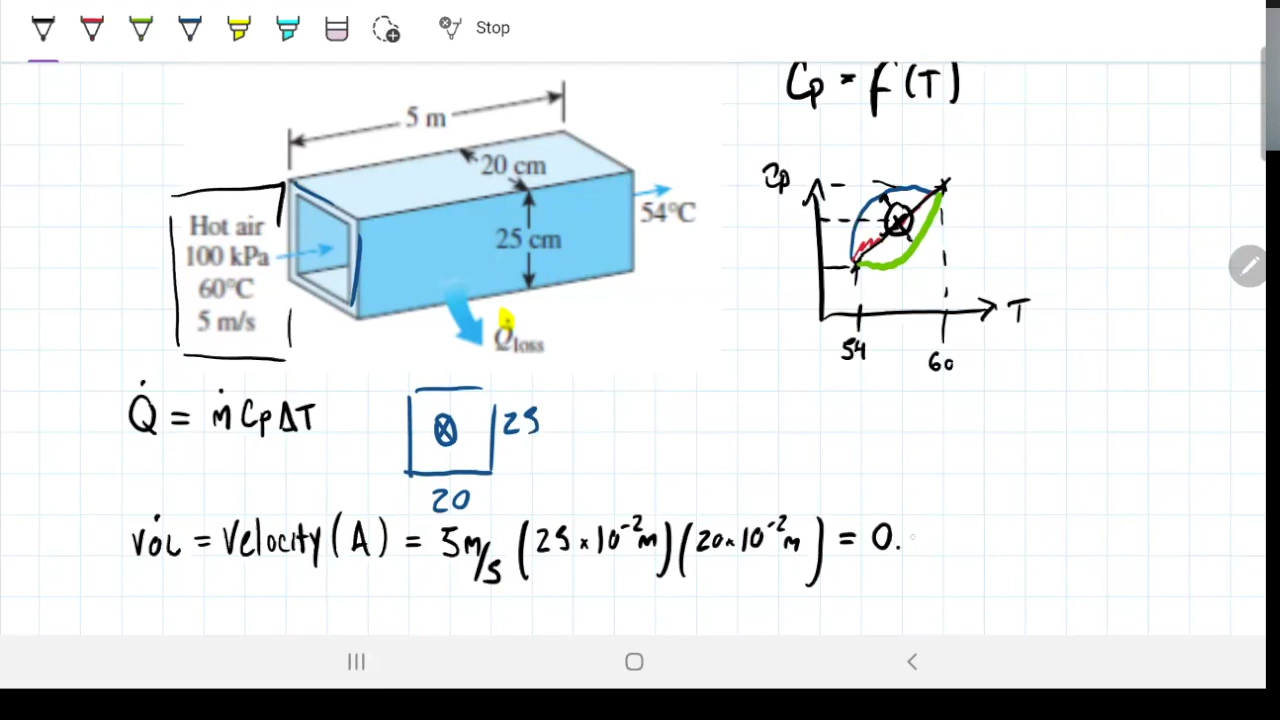 Stop
Cp = f(T)
5 m
20 cm
Cp
Hot air
100 kPa
60°C
5 m/s
54°C
25 cm
Q̇loss
T
54
60
Q̇ = ṁ Cp ΔT
25
20
vȯl = Velocity (A) = 5 m/s (25 × 10⁻² m)(20 × 10⁻² m) = 0.